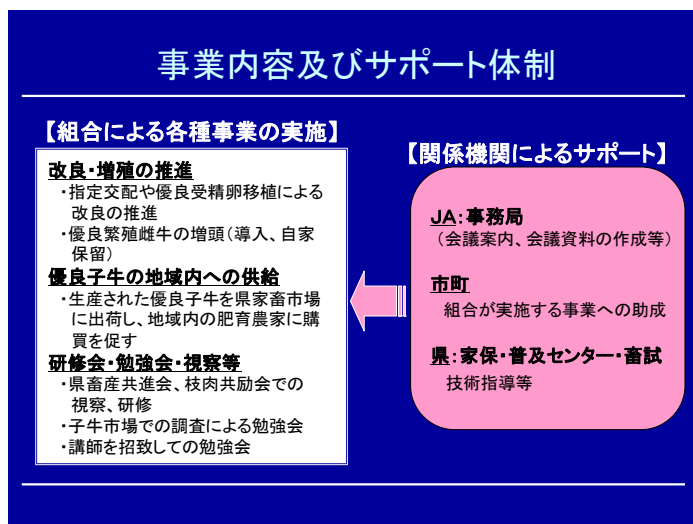 事業内容及びサポート体制
【組合による各種事業の実施】
改良・増殖の推進
・指定交配や優良受精卵移植による
改良の推進
・優良繁殖雌牛の増頭(導入、自家
保留)
優良子牛の地域内への供給
・生産された優良子牛を県家畜市場
に出荷し、地域内の肥育農家に購
買を促す
研修会・勉強会・視察等
・県畜産共進会、枝肉共励会での
視察、研修
・子牛市場での調査による勉強会
・講師を招致しての勉強会
【関係機関によるサポート】
JA:事務局
(会議案内、会議資料の作成等)
市町
組合が実施する事業への助成
県:家保・普及センター・畜試
技術指導等